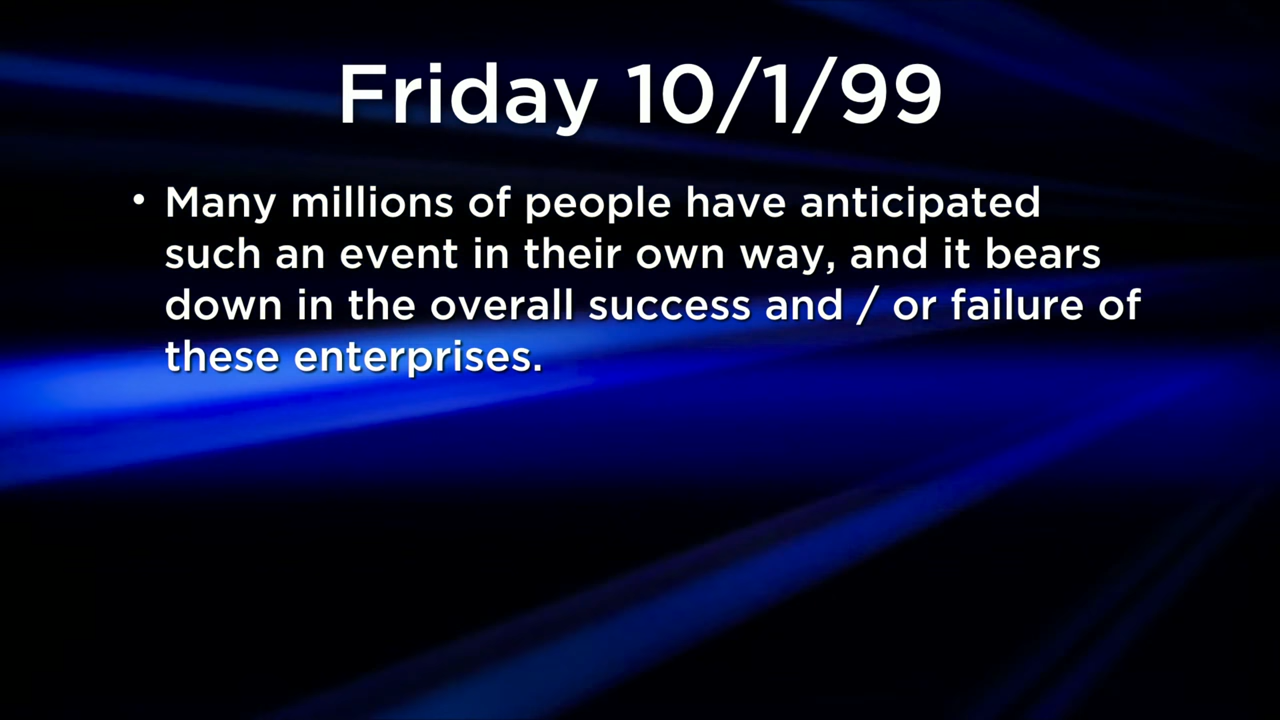 Friday 10/1/99
• Many millions of people have anticipated
such an event in their own way, and it bears
down in the overall success and / or failure of
these enterprises.